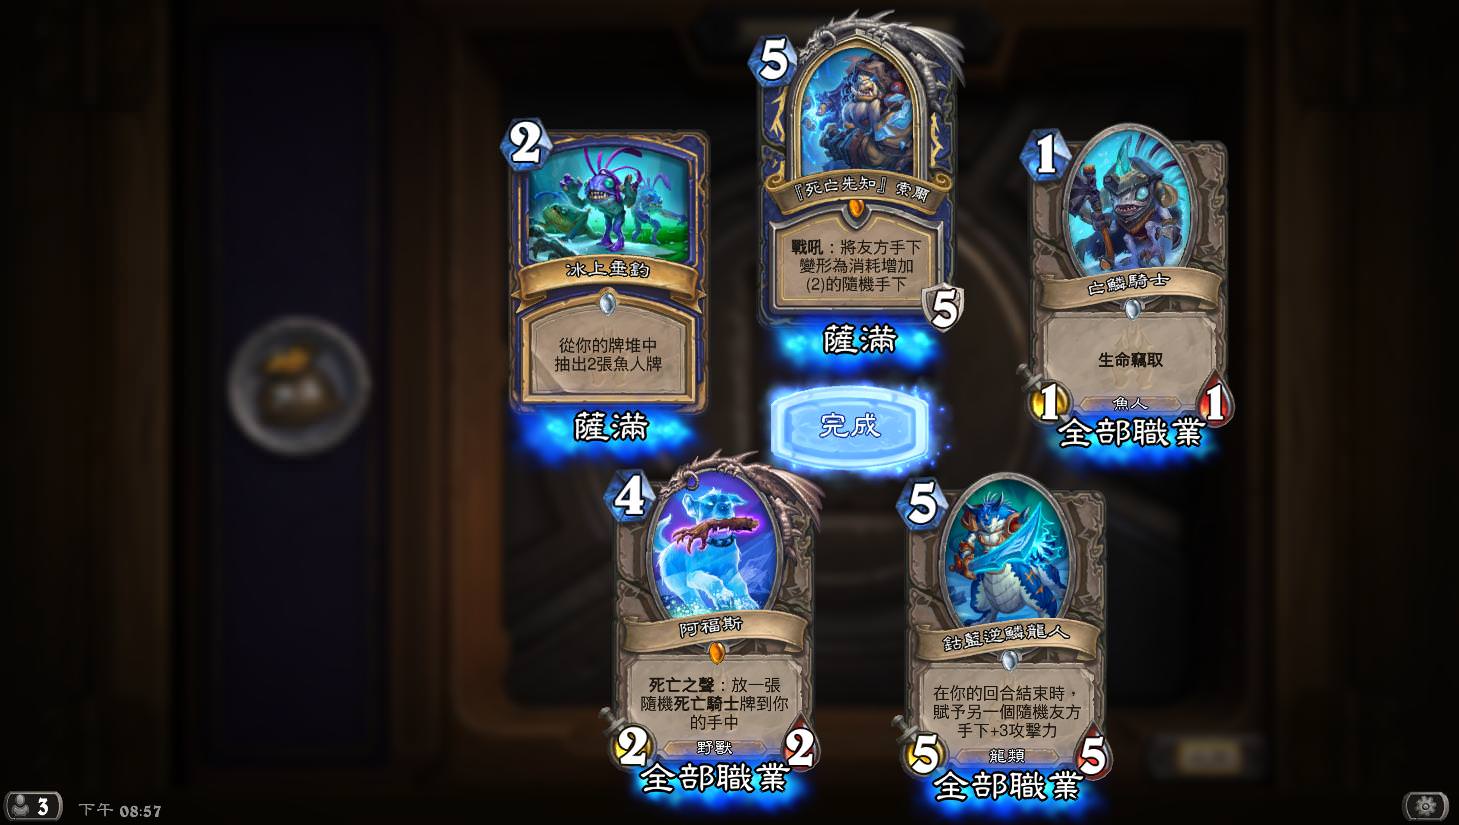 5
『死亡先知』索爾
戰吼：將友方手下
變形為消耗增加
(2)的隨機手下
5
薩滿
2
冰上垂釣
從你的牌堆中
抽出2張魚人牌
薩滿
1
亡鱗騎士
生命竊取
1
魚人
1
全部職業
完成
4
阿福斯
死亡之聲：放一張
隨機死亡騎士牌到你
的手中
2
野獸
2
全部職業
5
鈷藍逆鱗龍人
在你的回合結束時，
賦予另一個隨機友方
手下+3攻擊力
5
龍類
5
全部職業
3
下午 08:57